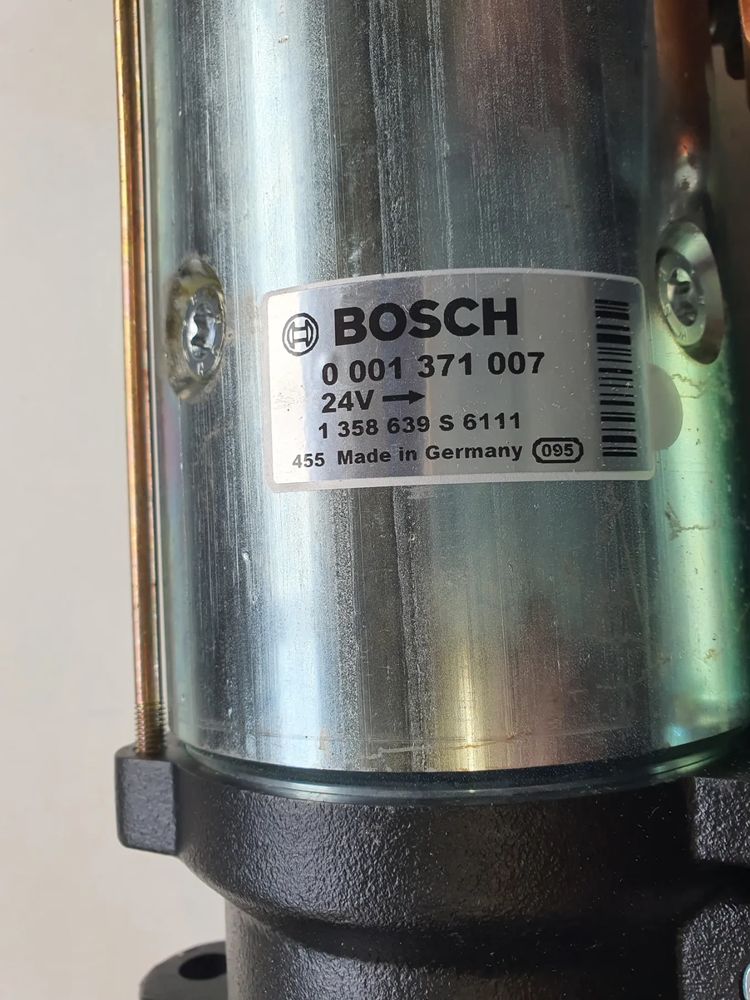 BOSCH
0 001 371 007
24V →
1 358 639 S 6111
455 Made in Germany 095